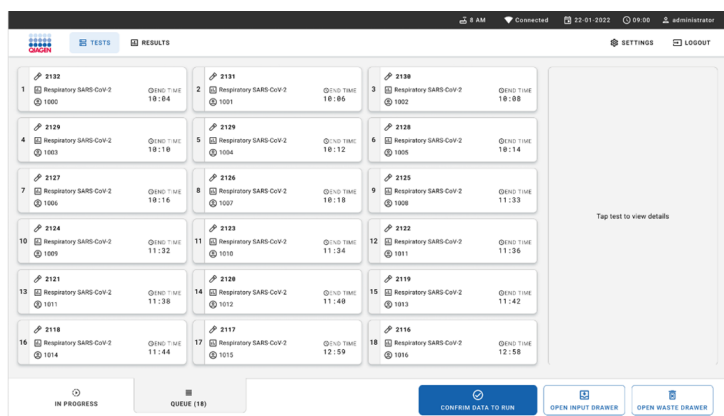 8 AM Connected 22-01-2022 09:00 administrator
QIAGEN TESTS RESULTS SETTINGS LOGOUT
2132
1 Respiratory SARS-CoV-2 END TIME
1000 10:04
2131
2 Respiratory SARS-CoV-2 END TIME
1001 10:06
2130
3 Respiratory SARS-CoV-2 END TIME
1002 10:08
2129
4 Respiratory SARS-CoV-2 END TIME
1003 10:10
2129
5 Respiratory SARS-CoV-2 END TIME
1004 10:12
2128
6 Respiratory SARS-CoV-2 END TIME
1005 10:14
2127
7 Respiratory SARS-CoV-2 END TIME
1006 10:16
2126
8 Respiratory SARS-CoV-2 END TIME
1007 10:18
2125
9 Respiratory SARS-CoV-2 END TIME
1008 11:33
2124
10 Respiratory SARS-CoV-2 END TIME
1009 11:32
2123
11 Respiratory SARS-CoV-2 END TIME
1010 11:34
2122
12 Respiratory SARS-CoV-2 END TIME
1011 11:36
2121
13 Respiratory SARS-CoV-2 END TIME
1011 11:38
2120
14 Respiratory SARS-CoV-2 END TIME
1012 11:40
2119
15 Respiratory SARS-CoV-2 END TIME
1013 11:42
2118
16 Respiratory SARS-CoV-2 END TIME
1014 11:44
2117
17 Respiratory SARS-CoV-2 END TIME
1015 12:59
2116
18 Respiratory SARS-CoV-2 END TIME
1016 12:58
Tap test to view details
IN PROGRESS QUEUE (18) CONFRIM DATA TO RUN OPEN INPUT DRAWER OPEN WASTE DRAWER